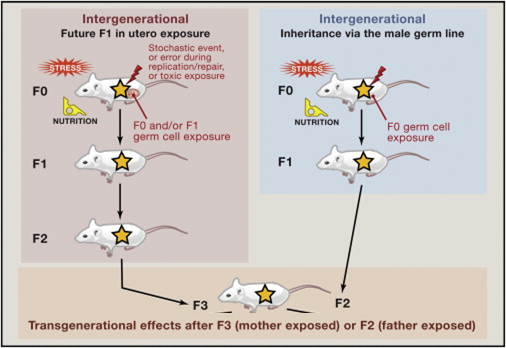 Intergenerational
Future F1 in utero exposure
Stochastic event,
or error during
replication/repair,
or toxic exposure
STRESS
F0
NUTRITION
F0 and/or F1
germ cell exposure
F1
F2
Intergenerational
Inheritance via the male germ line
STRESS
F0
NUTRITION
F0 germ cell
exposure
F1
F3
F2
Transgenerational effects after F3 (mother exposed) or F2 (father exposed)